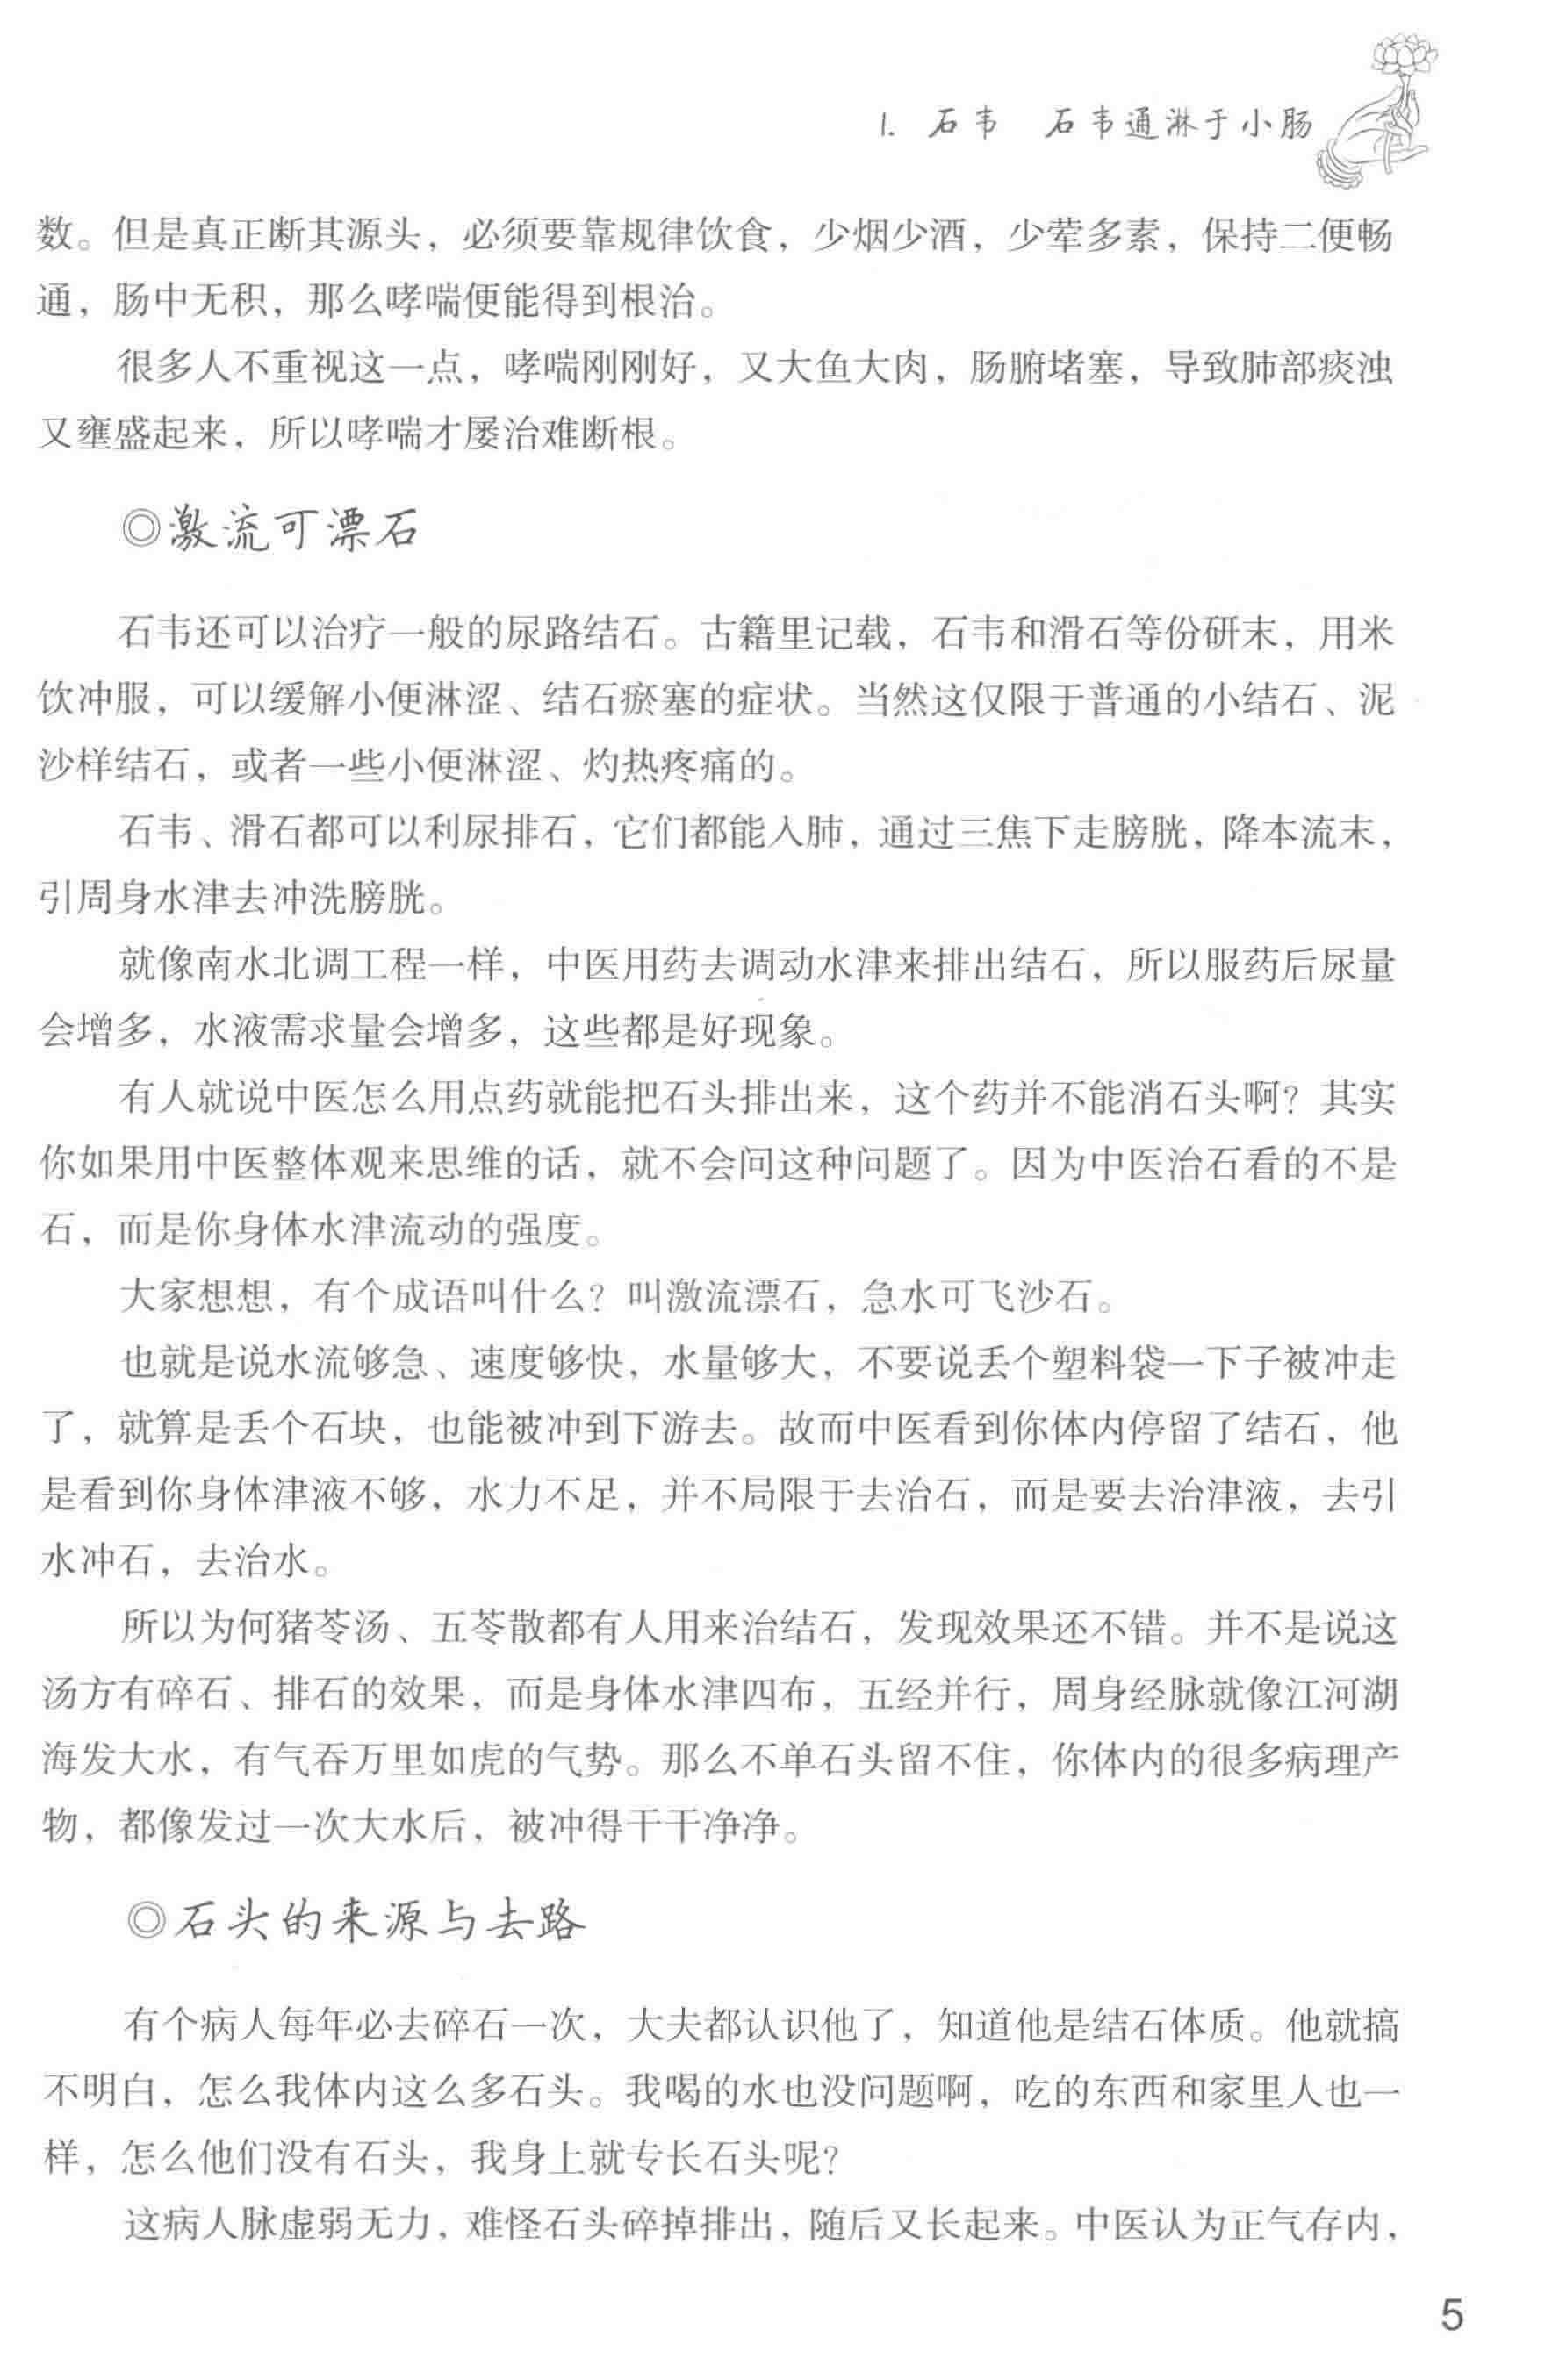 1. 石韦　石韦通淋于小肠
数。但是真正断其源头，必须要靠规律饮食，少烟少酒，少荤多素，保持二便畅
通，肠中无积，那么哮喘便能得到根治。
很多人不重视这一点，哮喘刚刚好，又大鱼大肉，肠腑堵塞，导致肺部痰浊
又壅盛起来，所以哮喘才屡治难断根。
◎激流可漂石
石韦还可以治疗一般的尿路结石。古籍里记载，石韦和滑石等份研末，用米
饮冲服，可以缓解小便淋涩、结石瘀塞的症状。当然这仅限于普通的小结石、泥
沙样结石，或者一些小便淋涩、灼热疼痛的。
石韦、滑石都可以利尿排石，它们都能入肺，通过三焦下走膀胱，降本流末，
引周身水津去冲洗膀胱。
就像南水北调工程一样，中医用药去调动水津来排出结石，所以服药后尿量
会增多，水液需求量会增多，这些都是好现象。
有人就说中医怎么用点药就能把石头排出来，这个药并不能消石头啊？其实
你如果用中医整体观来思维的话，就不会问这种问题了。因为中医治石看的不是
石，而是你身体水津流动的强度。
大家想想，有个成语叫什么？叫激流漂石，急水可飞沙石。
也就是说水流够急、速度够快，水量够大，不要说丢个塑料袋一下子被冲走
了，就算是丢个石块，也能被冲到下游去。故而中医看到你体内停留了结石，他
是看到你身体津液不够，水力不足，并不局限于去治石，而是要去治津液，去引
水冲石，去治水。
所以为何猪苓汤、五苓散都有人用来治结石，发现效果还不错。并不是说这
汤方有碎石、排石的效果，而是身体水津四布，五经并行，周身经脉就像江河湖
海发大水，有气吞万里如虎的气势。那么不单石头留不住，你体内的很多病理产
物，都像发过一次大水后，被冲得干干净净。
◎石头的来源与去路
有个病人每年必去碎石一次，大夫都认识他了，知道他是结石体质。他就搞
不明白，怎么我体内这么多石头。我喝的水也没问题啊，吃的东西和家里人也一
样，怎么他们没有石头，我身上就专长石头呢？
这病人脉虚弱无力，难怪石头碎掉排出，随后又长起来。中医认为正气存内，
5